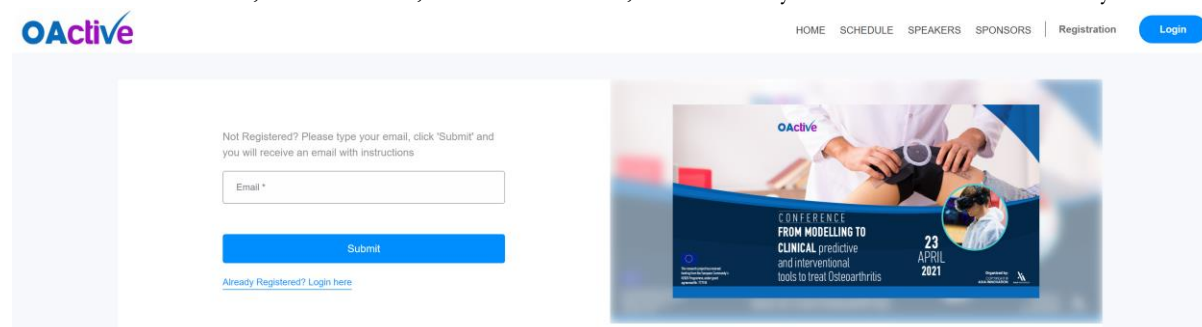 OActive
HOME SCHEDULE SPEAKERS SPONSORS Registration Login
Not Registered? Please type your email, click 'Submit' and
you will receive an email with instructions
Email *
Submit
Already Registered? Login here
OActive
CONFERENCE
FROM MODELLING TO
CLINICAL predictive
and interventional
tools to treat Osteoarthritis
23
APRIL
2021
Organised by: